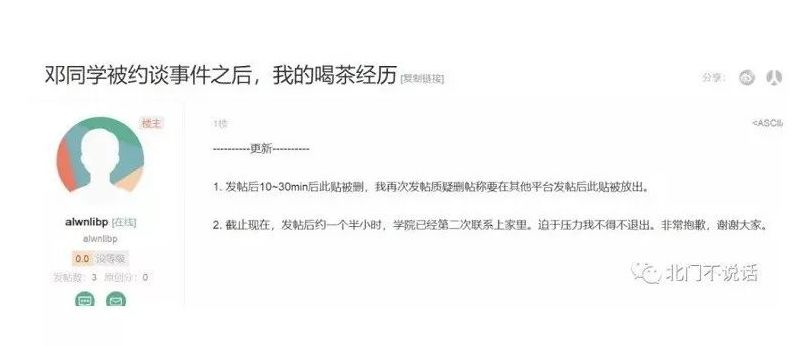 邓同学被约谈事件之后，我的喝茶经历 [复制链接]
分享：
楼主
1楼
<ASCII
----------更新----------
1. 发帖后10~30min后此贴被删，我再次发帖质疑删帖称要在其他平台发帖后此贴被放出。
2. 截止现在，发帖后约一个半小时，学院已经第二次联系上家里。迫于压力我不得不退出。非常抱歉，谢谢大家。
alwnlibp [在线]
alwnlibp
0.0 没等级
发帖数：3 原创分：0
北门不说话